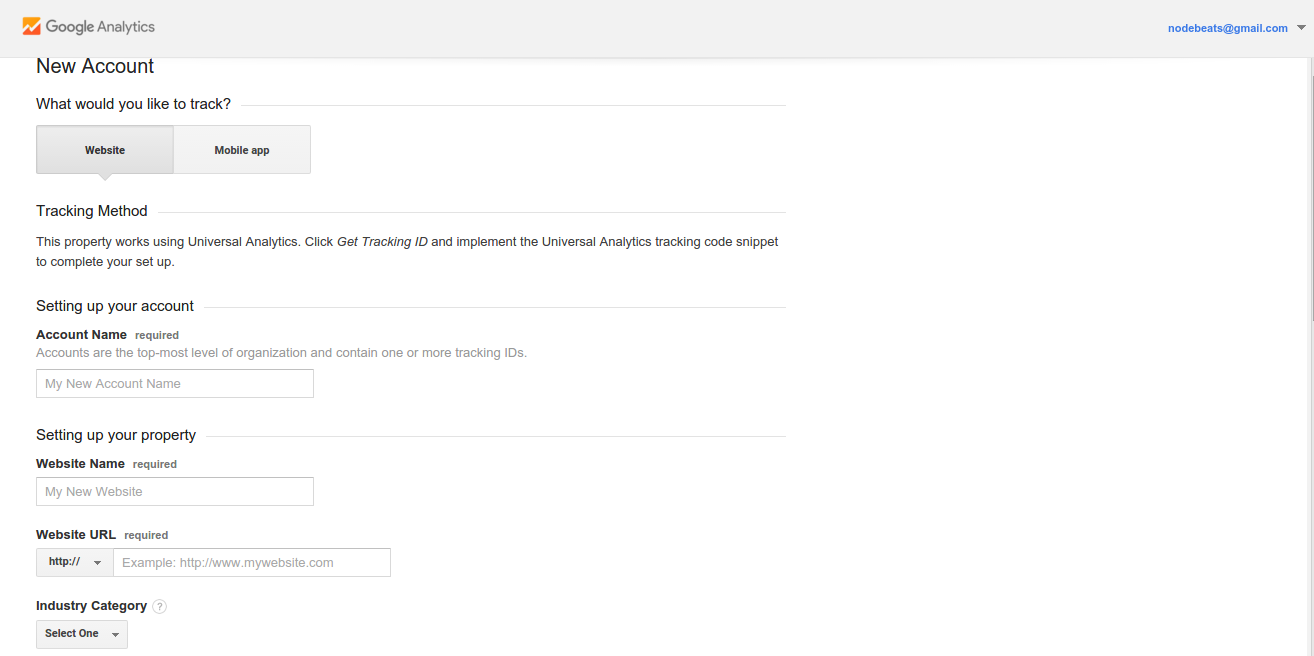 Google Analytics
nodebeats@gmail.com
New Account
What would you like to track?
Website
Mobile app
Tracking Method
This property works using Universal Analytics. Click Get Tracking ID and implement the Universal Analytics tracking code snippet
to complete your set up.
Setting up your account
Account Name required
Accounts are the top-most level of organization and contain one or more tracking IDs.
My New Account Name
Setting up your property
Website Name required
My New Website
Website URL required
http:// Example: http://www.mywebsite.com
Industry Category ?
Select One